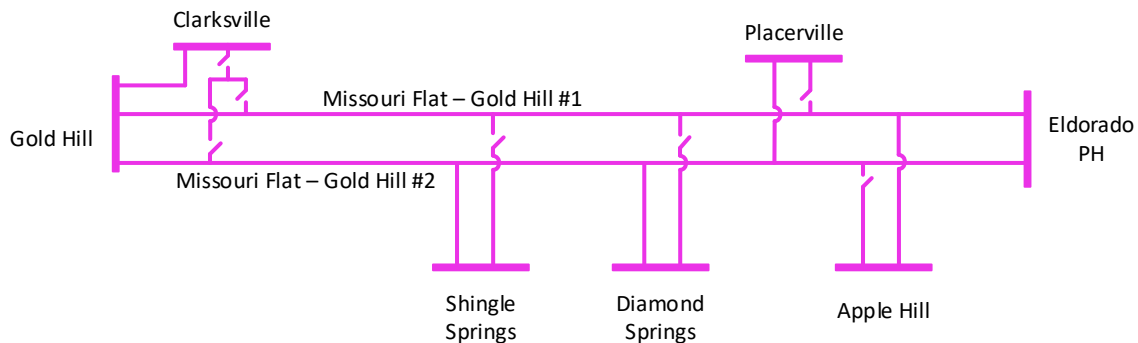 Clarksville
Placerville
Missouri Flat – Gold Hill #1
Gold Hill
Eldorado
PH
Missouri Flat – Gold Hill #2
Shingle
Springs
Diamond
Springs
Apple Hill